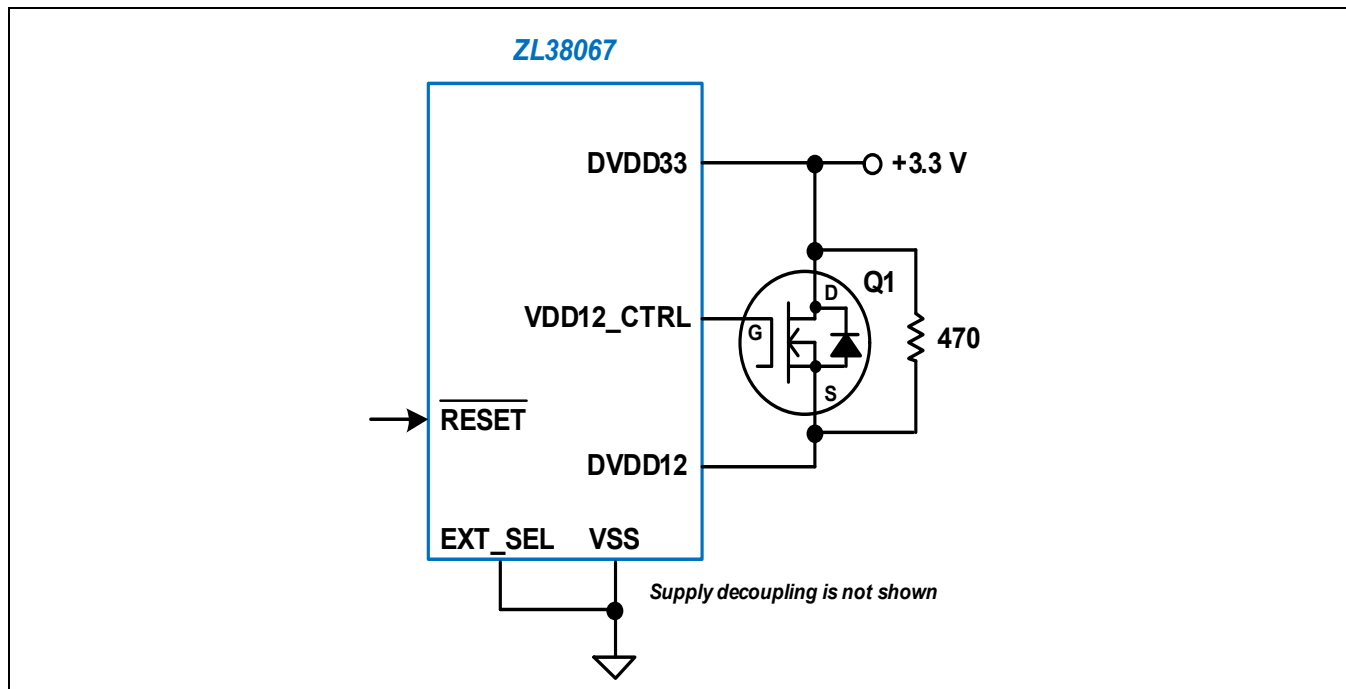 ZL38067
DVDD33
+3.3 V
D
Q1
VDD12_CTRL
G
470
S
RESET
DVDD12
EXT_SEL VSS
Supply decoupling is not shown